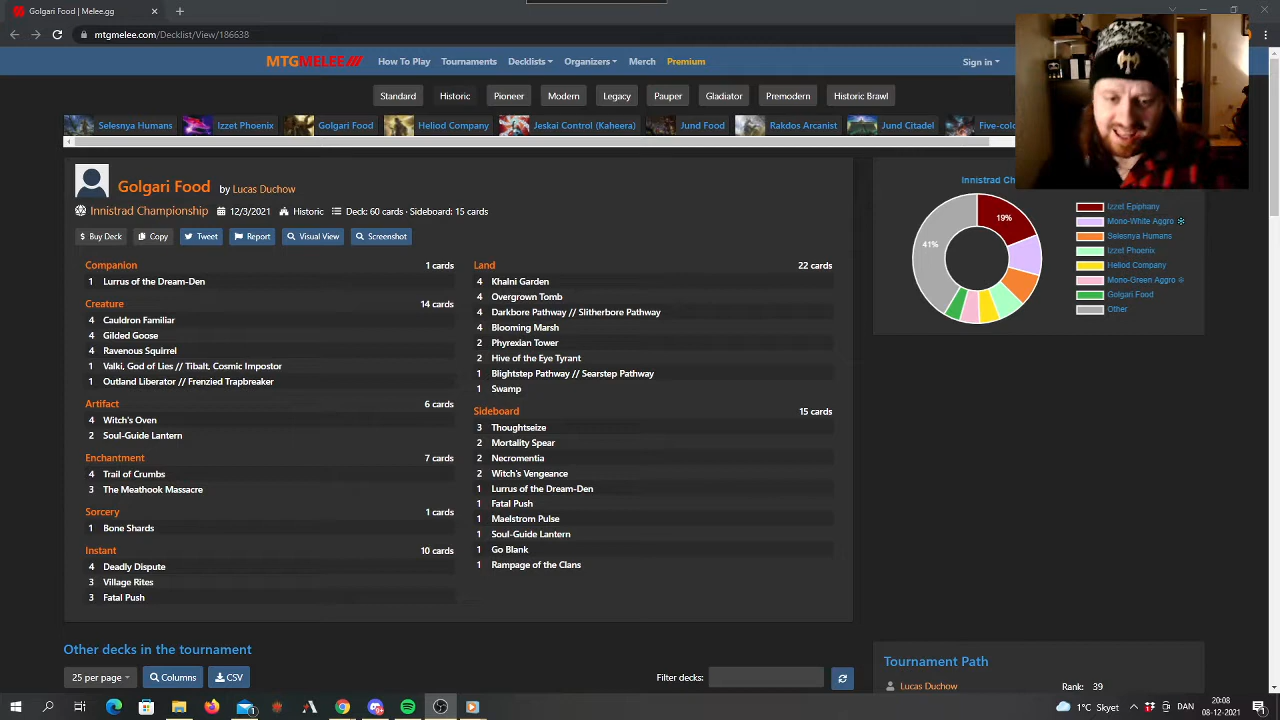 Golgari Food | Melee.gg
mtgmelee.com/Decklist/View/186638
MTGMELEE How To Play Tournaments Decklists Organizers Merch Premium Sign in
Standard Historic Pioneer Modern Legacy Pauper Gladiator Premodern Historic Brawl
Selesnya Humans Izzet Phoenix Golgari Food Heliod Company Jeskai Control (Kaheera) Jund Food Rakdos Arcanist Jund Citadel Five-colo
Golgari Food by Lucas Duchow
Innistrad Championship 12/3/2021 Historic Deck: 60 cards - Sideboard: 15 cards
$ Buy Deck Copy Tweet Report Visual View Screenshot
Companion 1 cards
1 Lurrus of the Dream-Den
Creature 14 cards
4 Cauldron Familiar
4 Gilded Goose
4 Ravenous Squirrel
1 Valki, God of Lies // Tibalt, Cosmic Impostor
1 Outland Liberator // Frenzied Trapbreaker
Artifact 6 cards
4 Witch's Oven
2 Soul-Guide Lantern
Enchantment 7 cards
4 Trail of Crumbs
3 The Meathook Massacre
Sorcery 1 cards
1 Bone Shards
Instant 10 cards
4 Deadly Dispute
3 Village Rites
3 Fatal Push
Land 22 cards
4 Khalni Garden
4 Overgrown Tomb
4 Darkbore Pathway // Slitherbore Pathway
4 Blooming Marsh
2 Phyrexian Tower
2 Hive of the Eye Tyrant
1 Blightstep Pathway // Searstep Pathway
1 Swamp
Sideboard 15 cards
3 Thoughtseize
2 Mortality Spear
2 Necromentia
2 Witch's Vengeance
1 Lurrus of the Dream-Den
1 Fatal Push
1 Maelstrom Pulse
1 Soul-Guide Lantern
1 Go Blank
1 Rampage of the Clans
Innistrad Ch
19%
41%
Izzet Epiphany
Mono-White Aggro
Selesnya Humans
Izzet Phoenix
Heliod Company
Mono-Green Aggro
Golgari Food
Other
Other decks in the tournament
25 per page Columns CSV Filter decks:
Tournament Path
Lucas Duchow Rank: 39
1°C Skyet DAN 20:08
08-12-2021